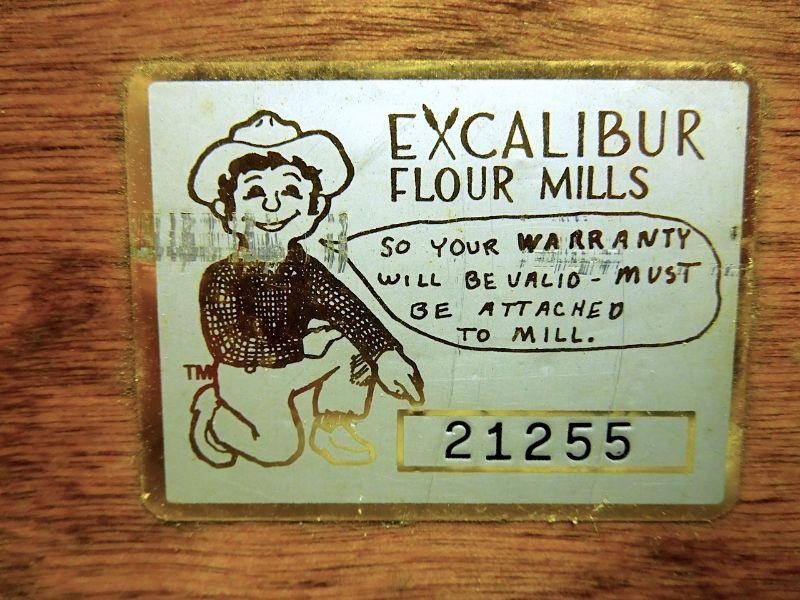 EXCALIBUR
FLOUR MILLS
SO YOUR WARRANTY
WILL BE VALID - MUST
BE ATTACHED
TO MILL.
TM
21255